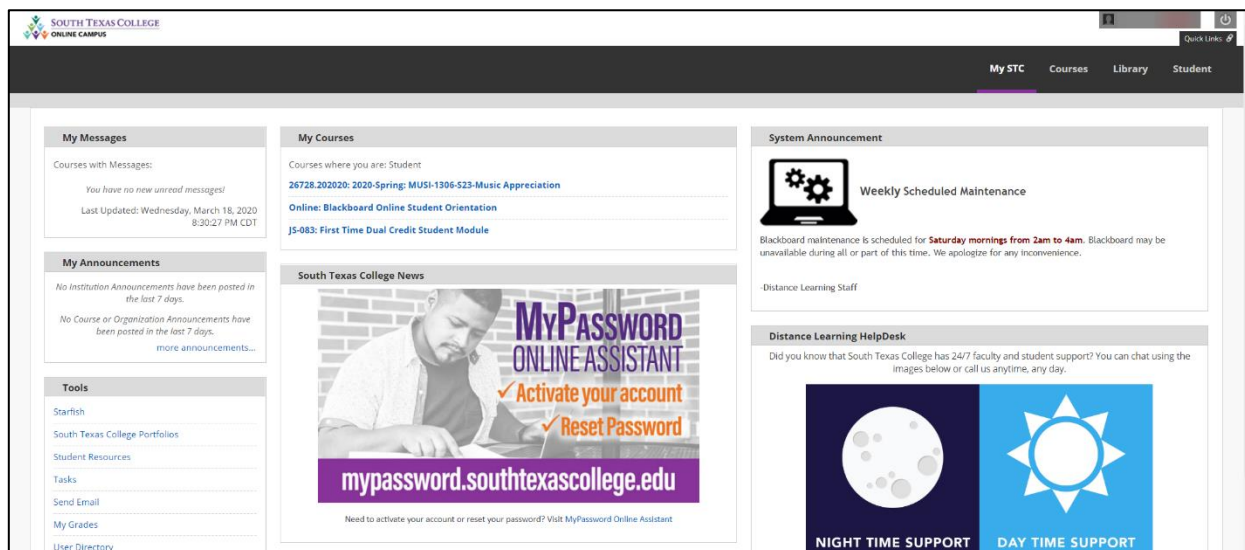 SOUTH TEXAS COLLEGE
ONLINE CAMPUS
Quick Links
My STC
Courses
Library
Student
My Messages
Courses with Messages:
You have no new unread messages!
Last Updated: Wednesday, March 18, 2020
8:30:27 PM CDT
My Announcements
No Institution Announcements have been posted in
the last 7 days.
No Course or Organization Announcements have
been posted in the last 7 days.
more announcements...
Tools
Starfish
South Texas College Portfolios
Student Resources
Tasks
Send Email
My Grades
User Directory
My Courses
Courses where you are: Student
26728.202020: 2020-Spring: MUSI-1306-S23-Music Appreciation
Online: Blackboard Online Student Orientation
JS-083: First Time Dual Credit Student Module
South Texas College News
MYPASSWORD
ONLINE ASSISTANT
Activate your account
Reset Password
mypassword.southtexascollege.edu
Need to activate your account or reset your password? Visit MyPassword Online Assistant
System Announcement
Weekly Scheduled Maintenance
Blackboard maintenance is scheduled for Saturday mornings from 2am to 4am. Blackboard may be
unavailable during all or part of this time. We apologize for any inconvenience.
-Distance Learning Staff
Distance Learning HelpDesk
Did you know that South Texas College has 24/7 faculty and student support? You can chat using the
images below or call us anytime, any day.
NIGHT TIME SUPPORT
DAY TIME SUPPORT